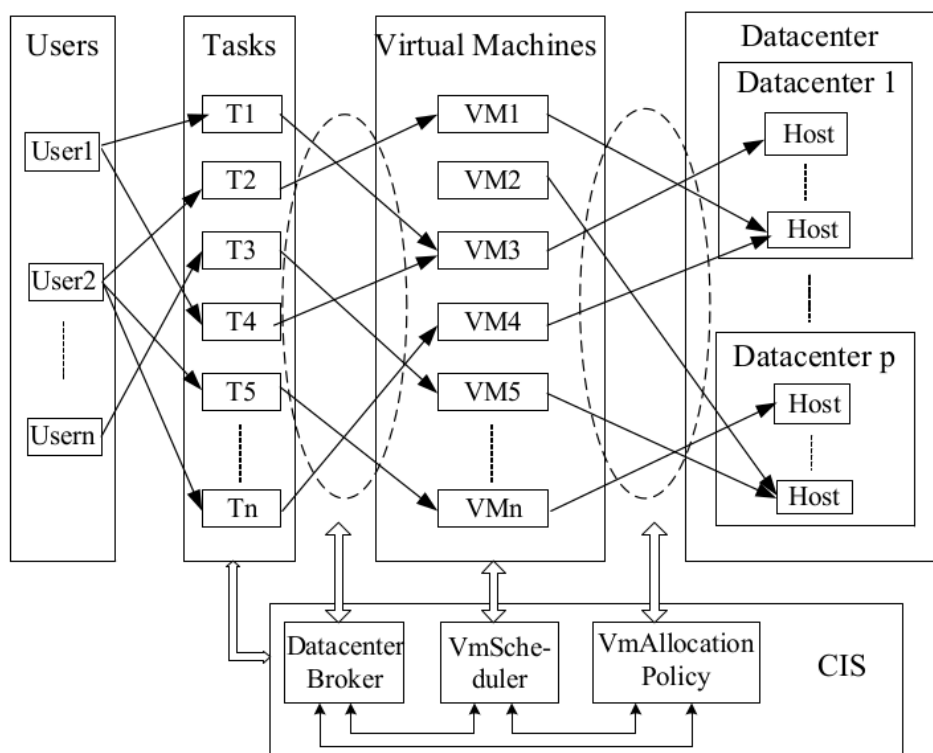 Users
User1
User2
Usern
Tasks
T1
T2
T3
T4
T5
Tn
Virtual Machines
VM1
VM2
VM3
VM4
VM5
VMn
Datacenter
Datacenter 1
Host
Host
Datacenter p
Host
Host
Datacenter
Broker
VmSche-
duler
VmAllocation
Policy
CIS